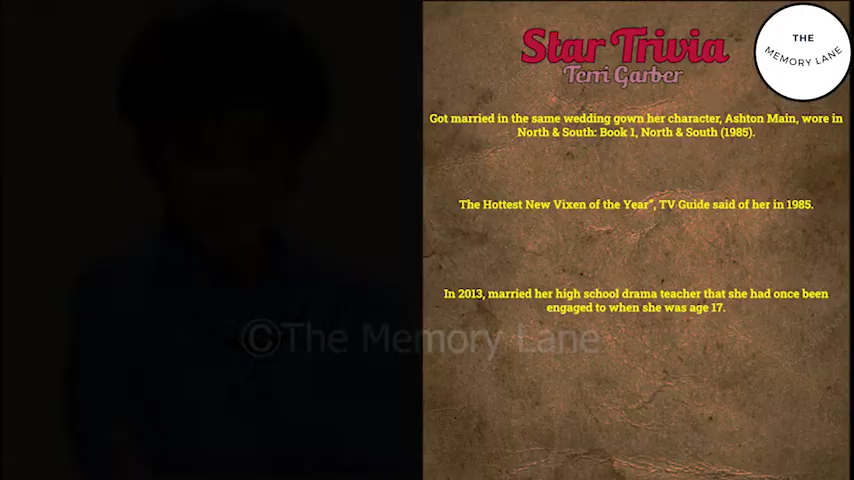 Star Trivia
Terri Garber
THE
MEMORY LANE
Got married in the same wedding gown her character, Ashton Main, wore in
North & South: Book 1, North & South (1985).
The Hottest New Vixen of the Year”, TV Guide said of her in 1985.
In 2013, married her high school drama teacher that she had once been
engaged to when she was age 17.
©The Memory Lane